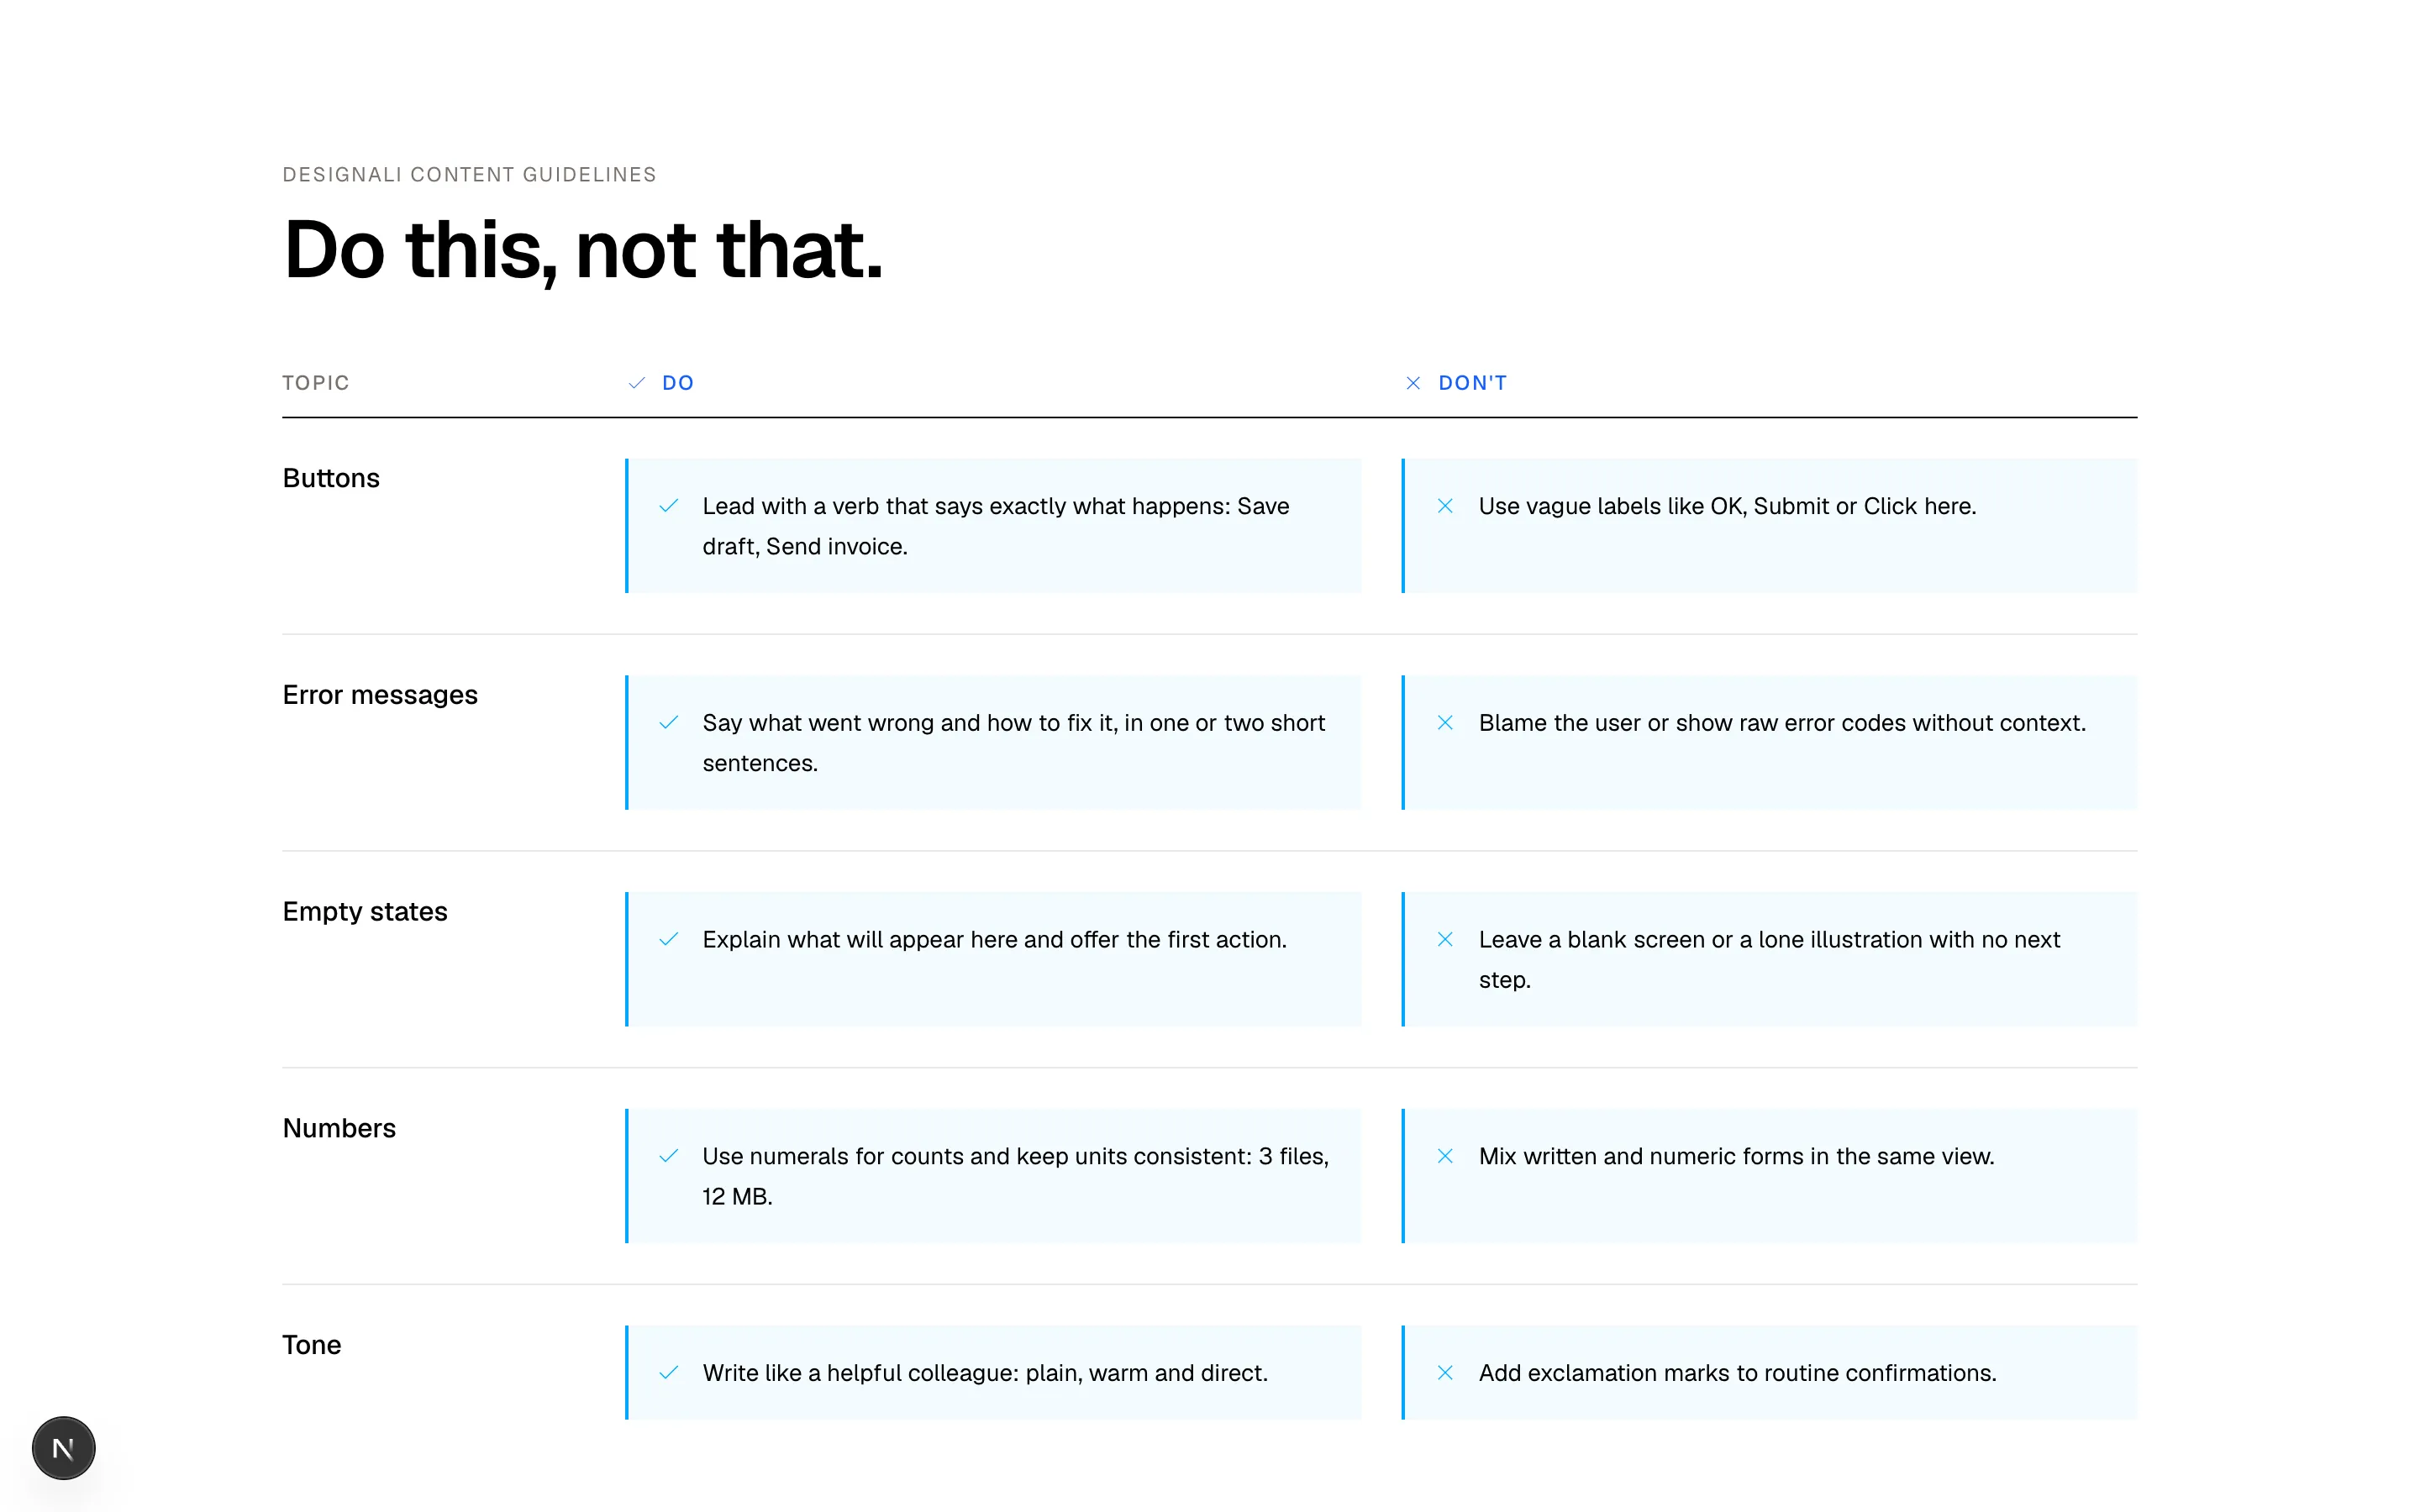 DESIGNALI CONTENT GUIDELINES
Do this, not that.
TOPIC
DO
DON'T
Buttons
Lead with a verb that says exactly what happens: Save
draft, Send invoice.
Use vague labels like OK, Submit or Click here.
Error messages
Say what went wrong and how to fix it, in one or two short
sentences.
Blame the user or show raw error codes without context.
Empty states
Explain what will appear here and offer the first action.
Leave a blank screen or a lone illustration with no next
step.
Numbers
Use numerals for counts and keep units consistent: 3 files,
12 MB.
Mix written and numeric forms in the same view.
Tone
Write like a helpful colleague: plain, warm and direct.
Add exclamation marks to routine confirmations.
N